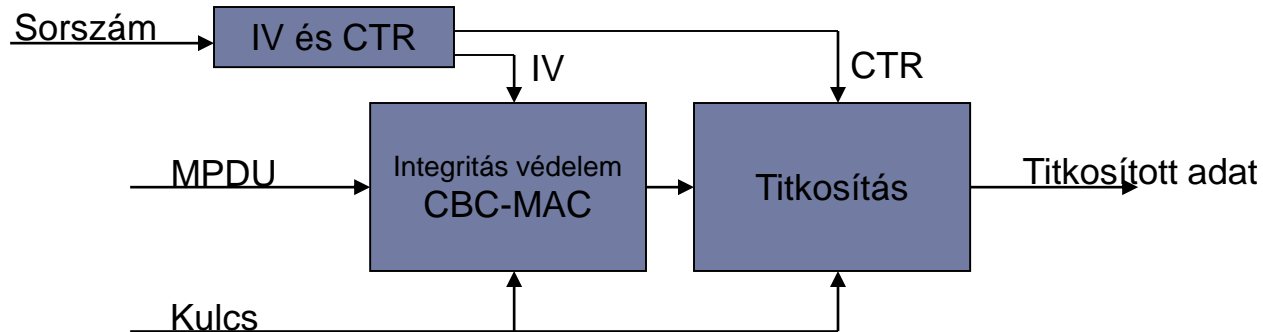 Sorszám
IV és CTR
IV
CTR
MPDU
Integritás védelem
CBC-MAC
Titkosítás
Titkosított adat
Kulcs